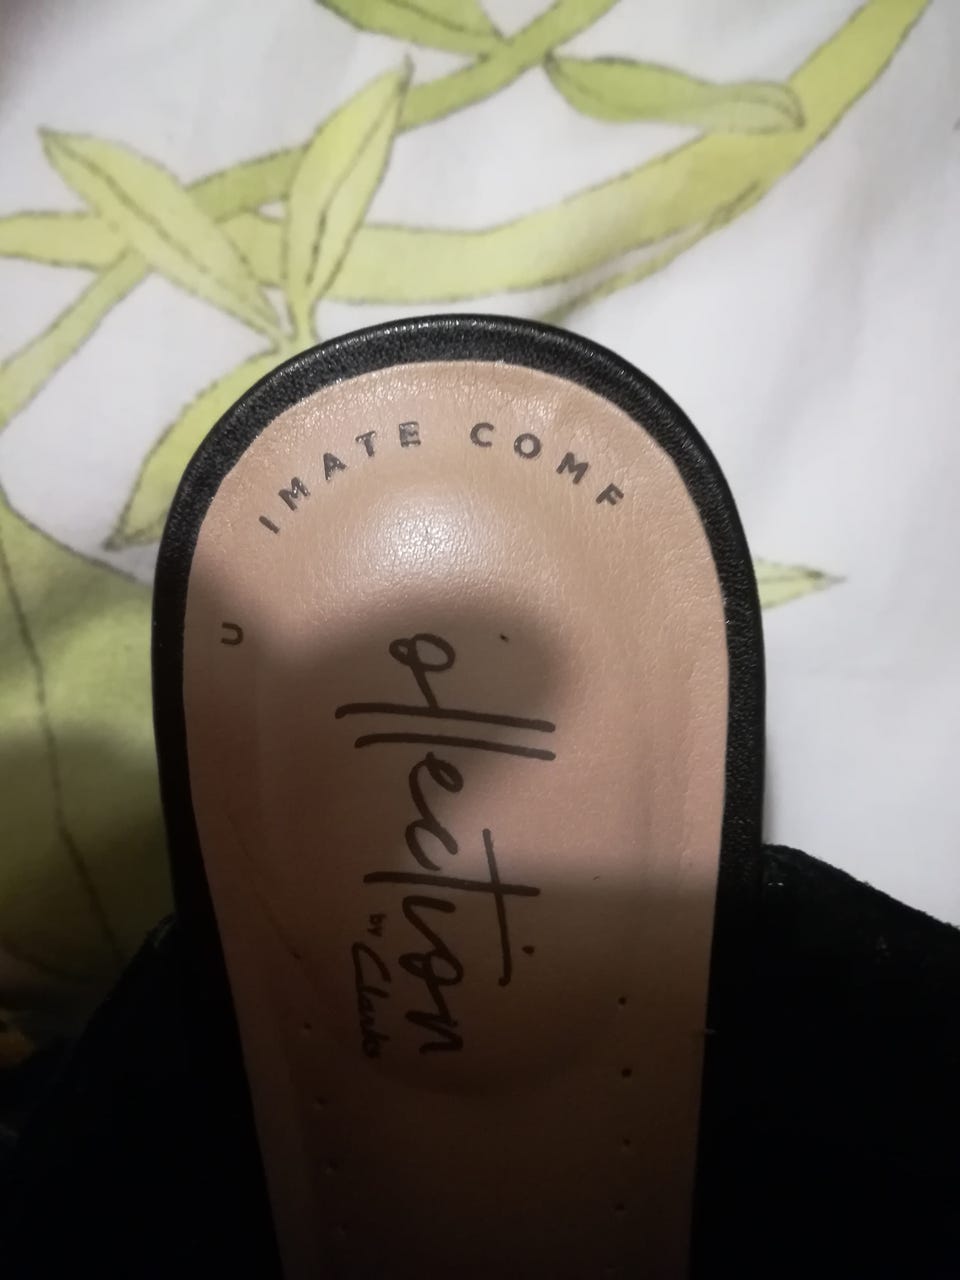 U IMATE COMF
ollection
by Clarks